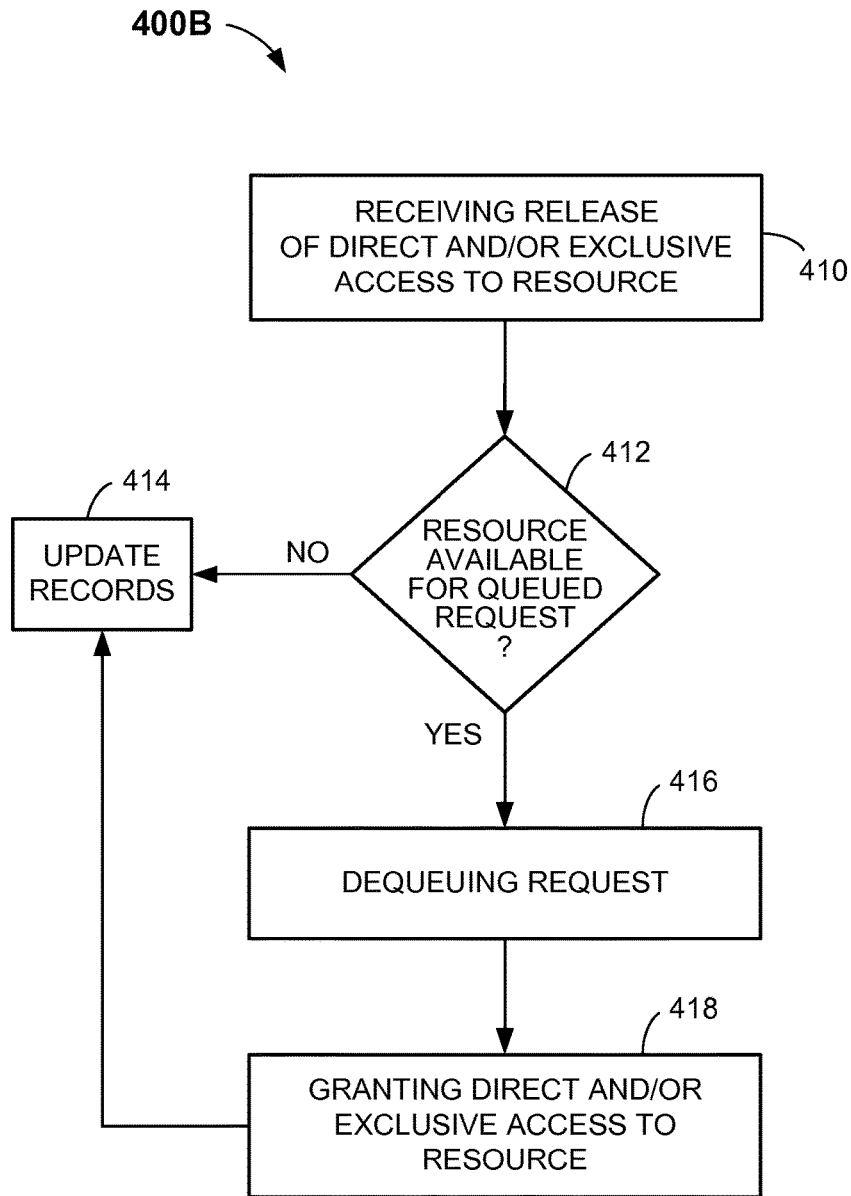 400B
RECEIVING RELEASE
OF DIRECT AND/OR EXCLUSIVE
ACCESS TO RESOURCE
410
412
RESOURCE
AVAILABLE
FOR QUEUED
REQUEST
?
NO
414
UPDATE
RECORDS
YES
416
DEQUEUING REQUEST
418
GRANTING DIRECT AND/OR
EXCLUSIVE ACCESS TO
RESOURCE